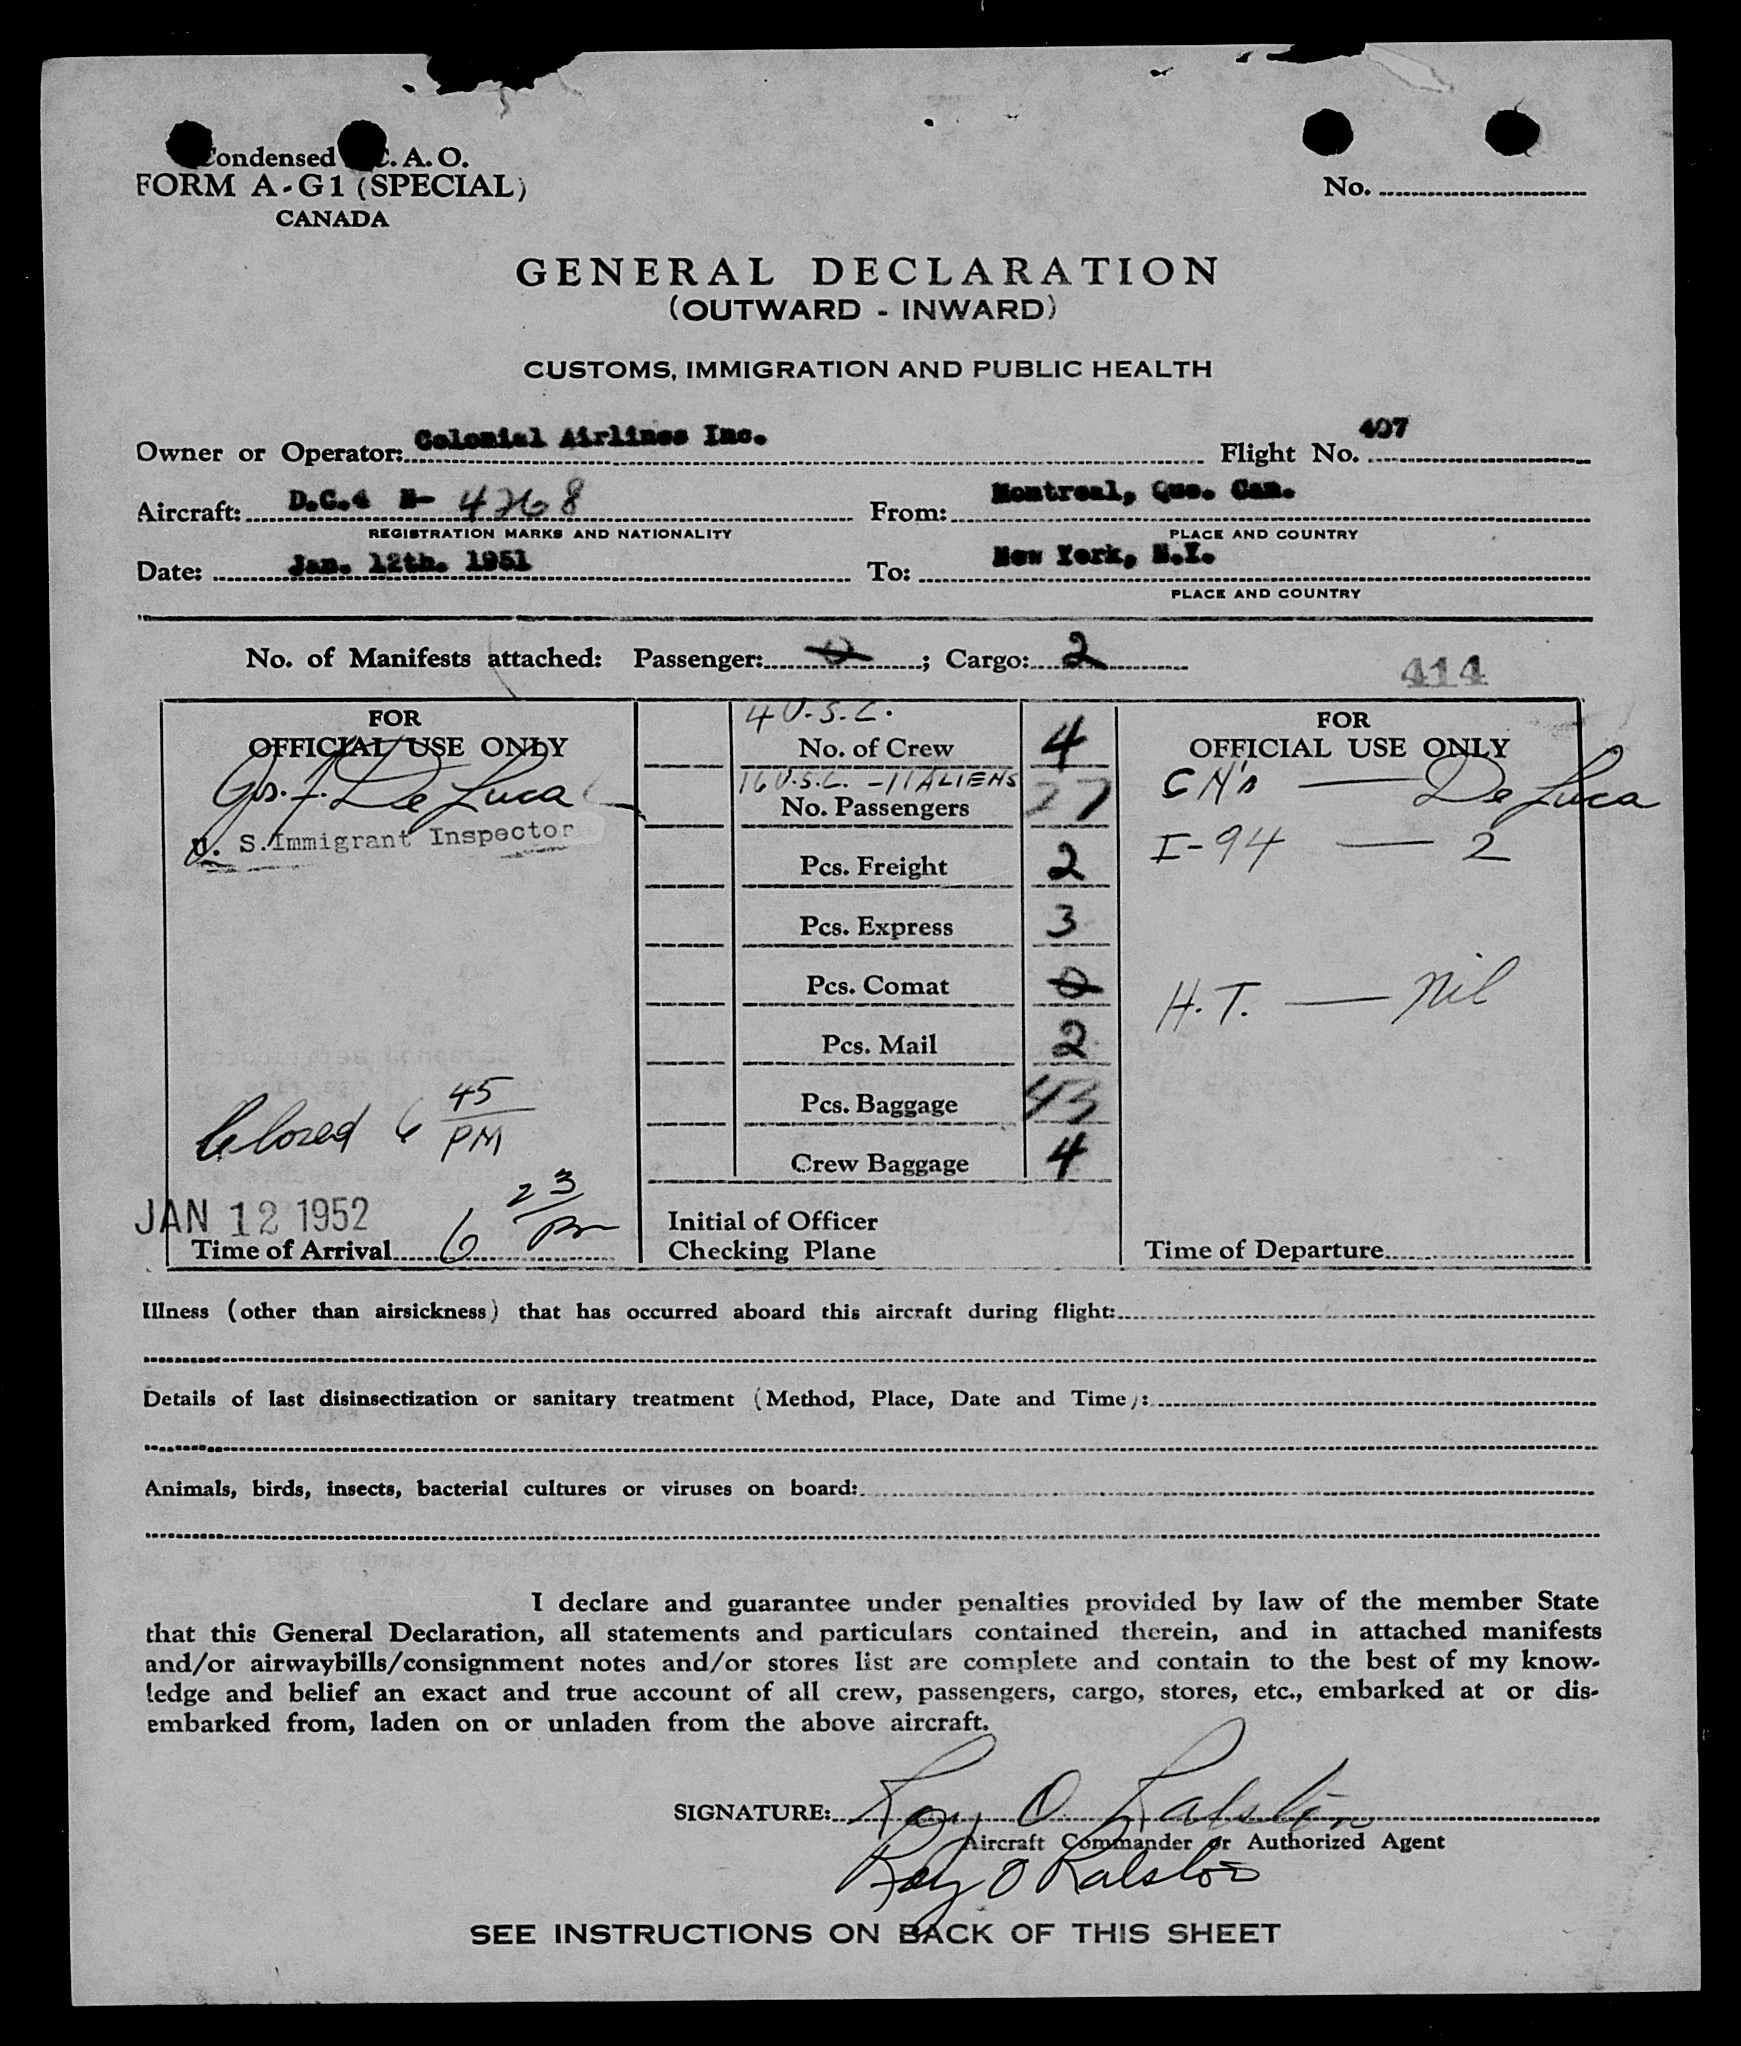 Condensed C. A. O.
FORM A-G1 (SPECIAL)
CANADA
No.
GENERAL DECLARATION
(OUTWARD - INWARD)
CUSTOMS, IMMIGRATION AND PUBLIC HEALTH
Owner or Operator: Colonial Airlines Inc. Flight No. 407
Aircraft: D.C.4 N- 4268 From: Montreal, Que. Can.
REGISTRATION MARKS AND NATIONALITY PLACE AND COUNTRY
Date: Jan. 12th. 1951 To: New York, N.Y.
PLACE AND COUNTRY
No. of Manifests attached: Passenger: 0; Cargo: 2
414
FOR
OFFICIAL USE ONLY
De Luca
U. S. Immigrant Inspector
Closed 6 45 PM
JAN 12 1952
Time of Arrival 6 23 Pm
4 U.S.C.
No. of Crew 4
16 U.S.C. - 11 ALIENS
No. Passengers 27
Pcs. Freight 2
Pcs. Express 3
Pcs. Comat 0
Pcs. Mail 2
Pcs. Baggage 43
Crew Baggage 4
Initial of Officer
Checking Plane
FOR
OFFICIAL USE ONLY
De Luca
I-94 — 2
H.T. — Nil
Time of Departure
Illness (other than airsickness) that has occurred aboard this aircraft during flight:
Details of last disinsectization or sanitary treatment (Method, Place, Date and Time):
Animals, birds, insects, bacterial cultures or viruses on board:
I declare and guarantee under penalties provided by law of the member State
that this General Declaration, all statements and particulars contained therein, and in attached manifests
and/or airwaybills/consignment notes and/or stores list are complete and contain to the best of my know-
ledge and belief an exact and true account of all crew, passengers, cargo, stores, etc., embarked at or dis-
embarked from, laden on or unladen from the above aircraft.
SIGNATURE: Roy O Ralston
Aircraft Commander or Authorized Agent
Roy O Ralston
SEE INSTRUCTIONS ON BACK OF THIS SHEET